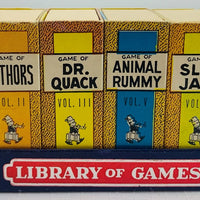 GAME OF
THORS
VOL. II
GAME OF
DR.
QUACK
VOL. III
GAME OF
ANIMAL
RUMMY
VOL. V
GAME OF
SL
JA
VOL.
LIBRARY OF GAMES